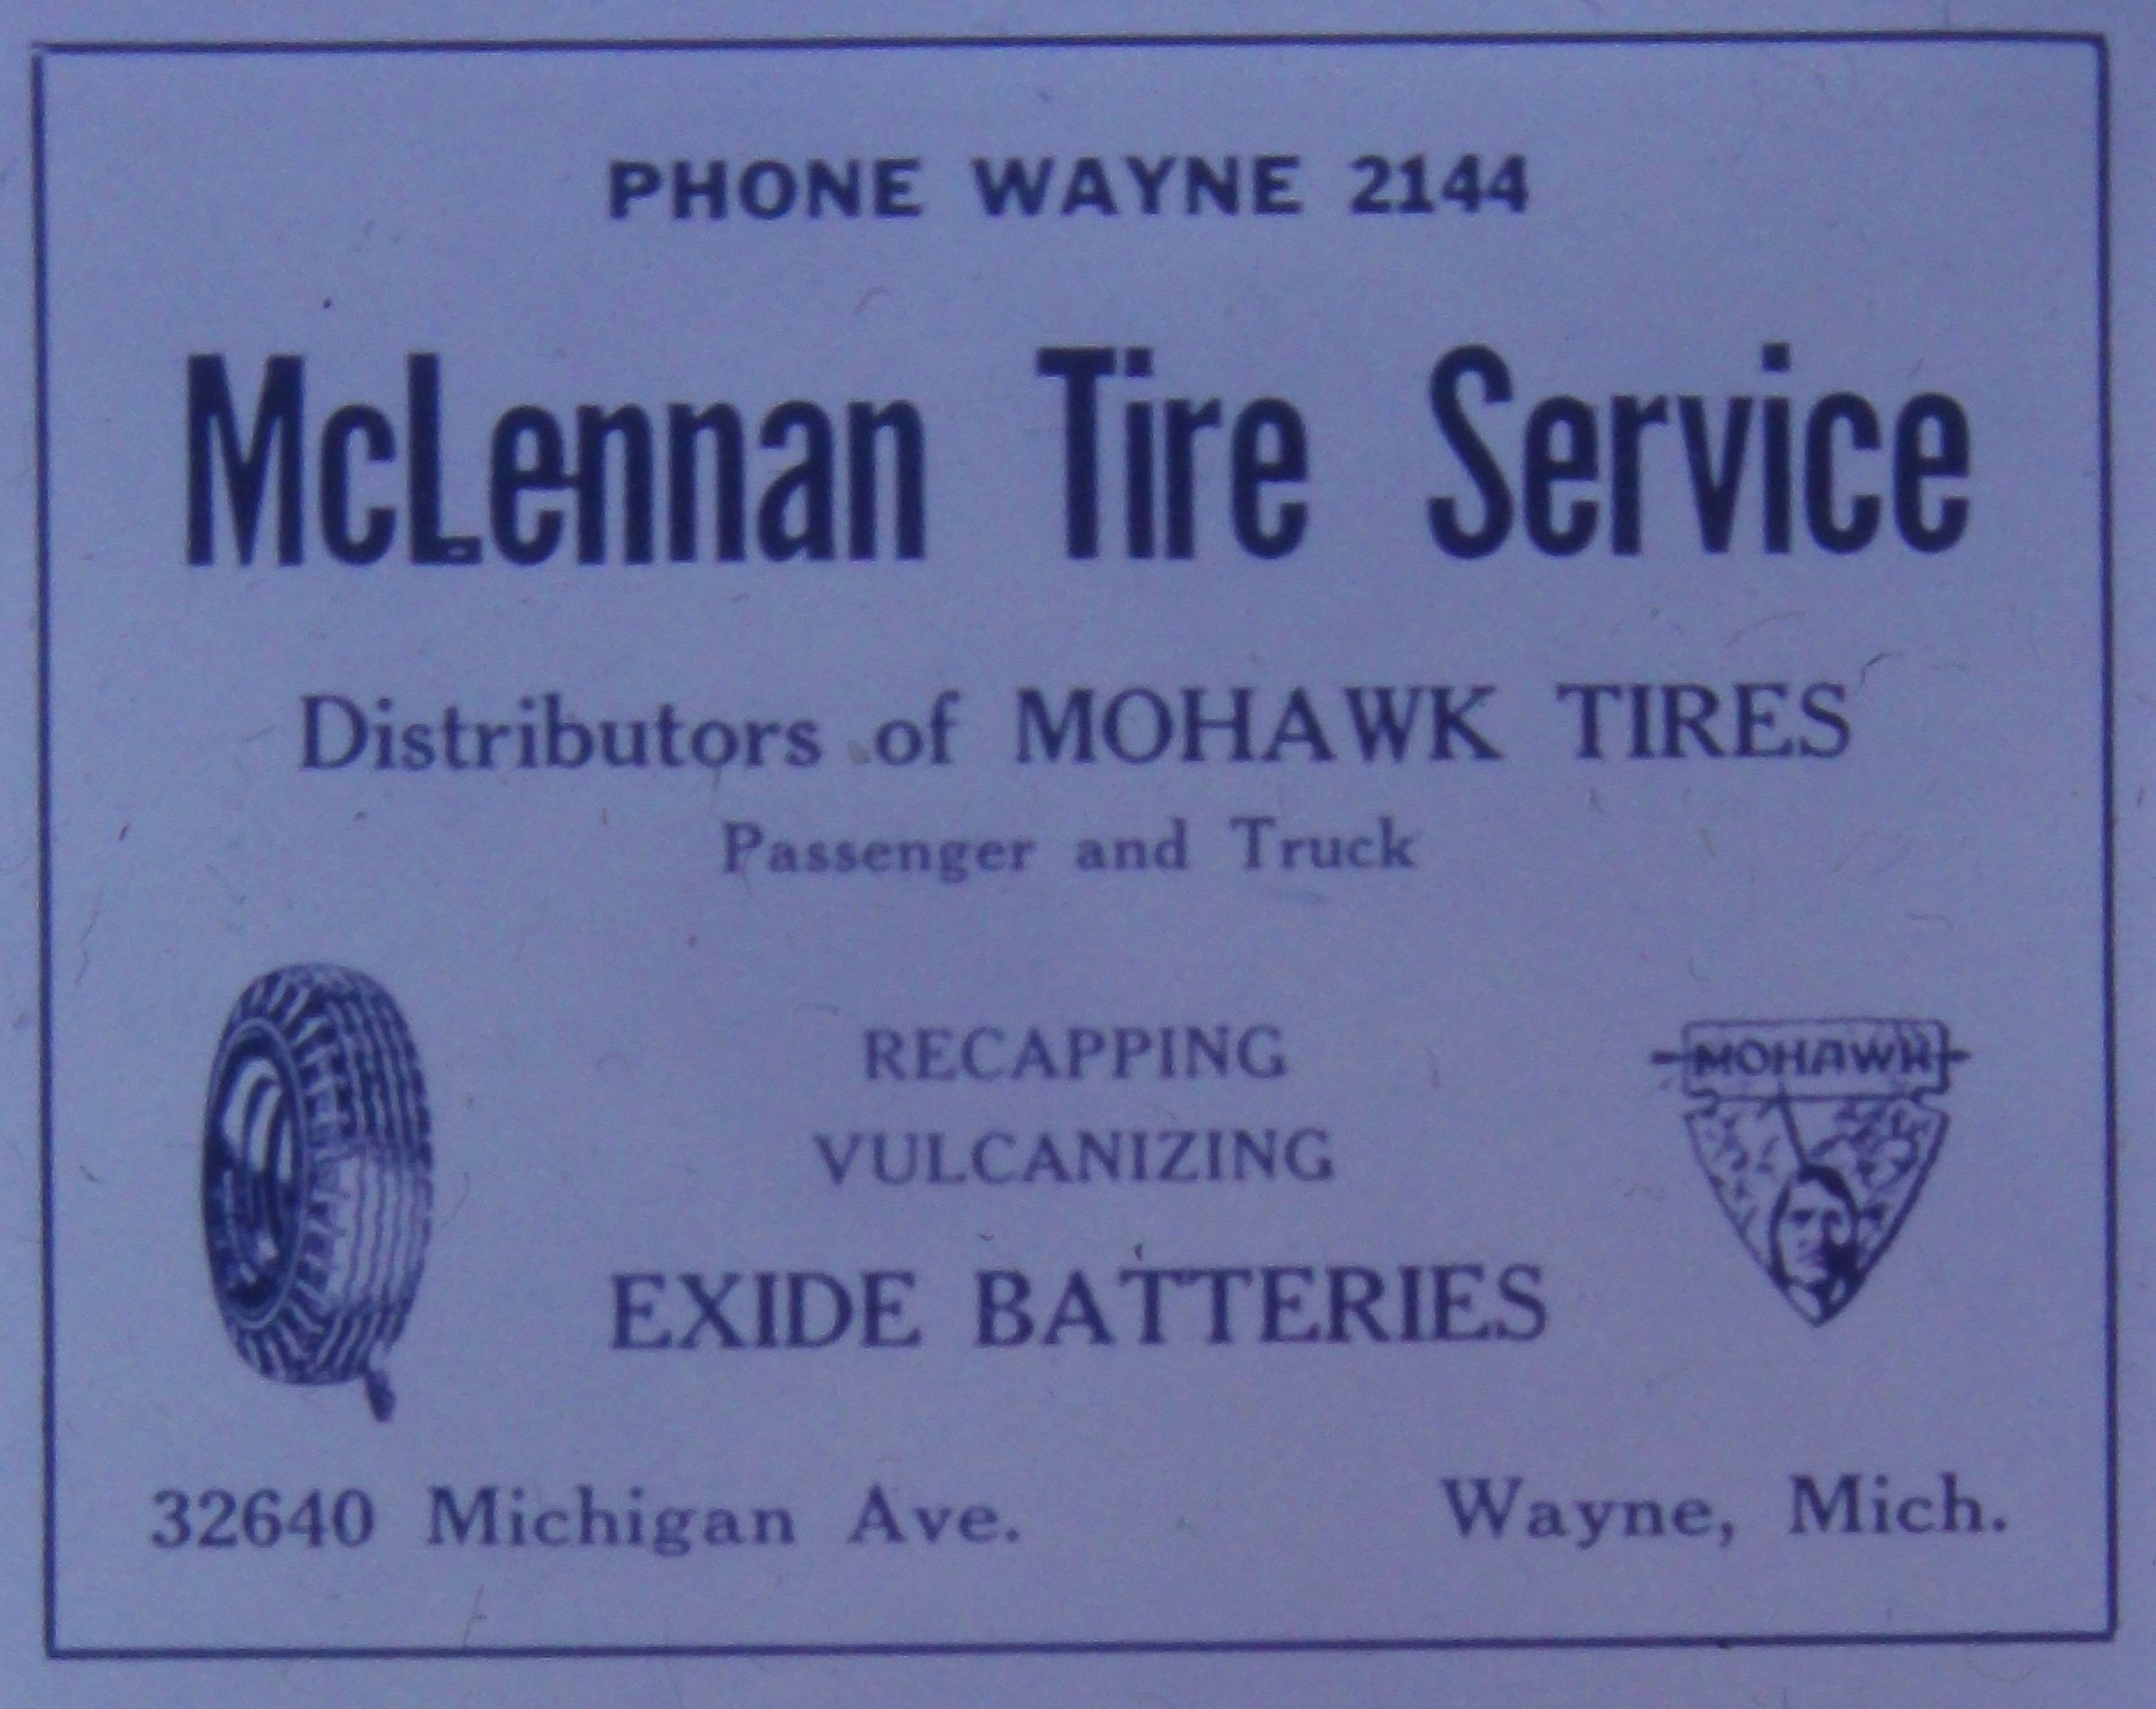 PHONE WAYNE 2144
McLennan Tire Service
Distributors of MOHAWK TIRES
Passenger and Truck
RECAPPING
MOHAWK
VULCANIZING
EXIDE BATTERIES
32640 Michigan Ave. Wayne, Mich.